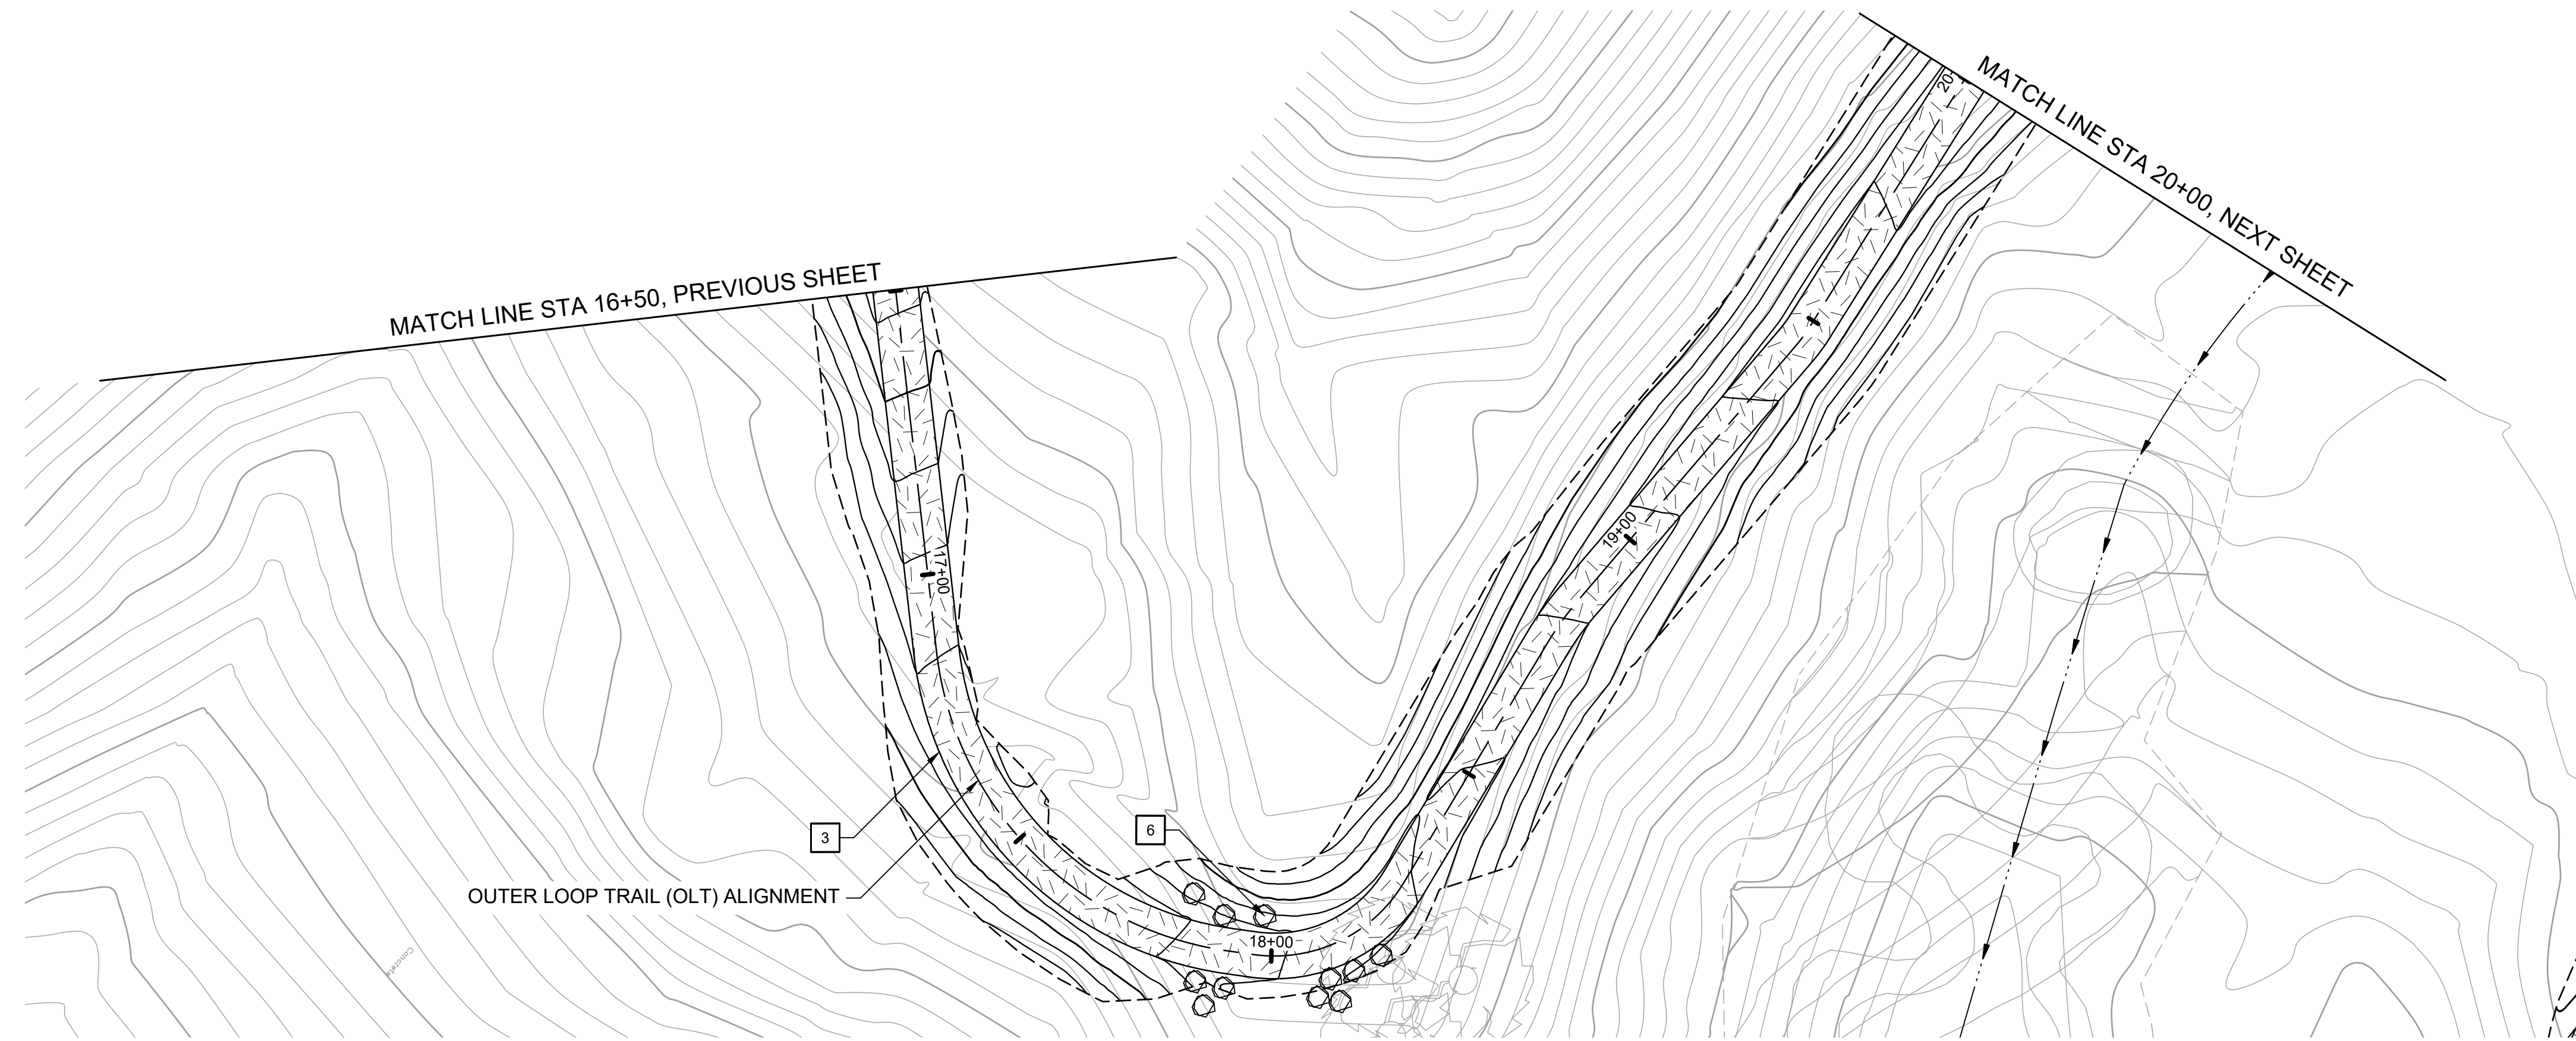 MATCH LINE STA 20+00, NEXT SHEET
20
MATCH LINE STA 16+50, PREVIOUS SHEET
19+00
17+00
3
6
OUTER LOOP TRAIL (OLT) ALIGNMENT
18+00
Concrete